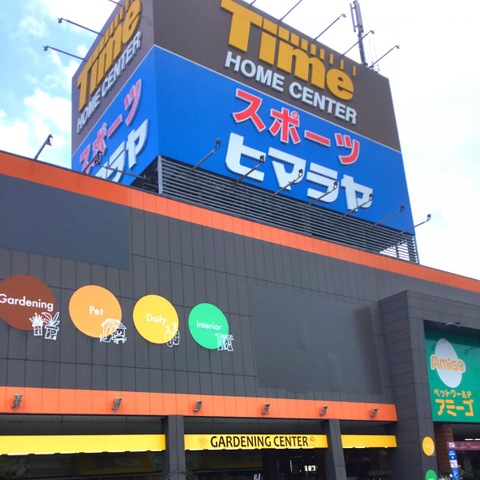 Time
HOME CENTER
スポーツ
ヒマラヤ
Time
HOME CENTER
スポーツ
ヒマラヤ
Gardening
Pet
Daily
Interior
Amigo
ペットワールド
アミーゴ
GARDENING CENTER